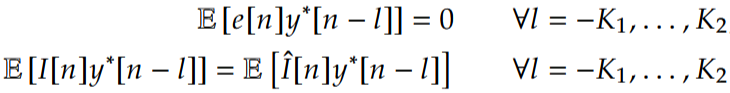 𝔼[e[n]y*[n − l]] = 0 ∀l = −K₁, . . . , K₂
𝔼[I[n]y*[n − l]] = 𝔼[Î[n]y*[n − l]] ∀l = −K₁, . . . , K₂